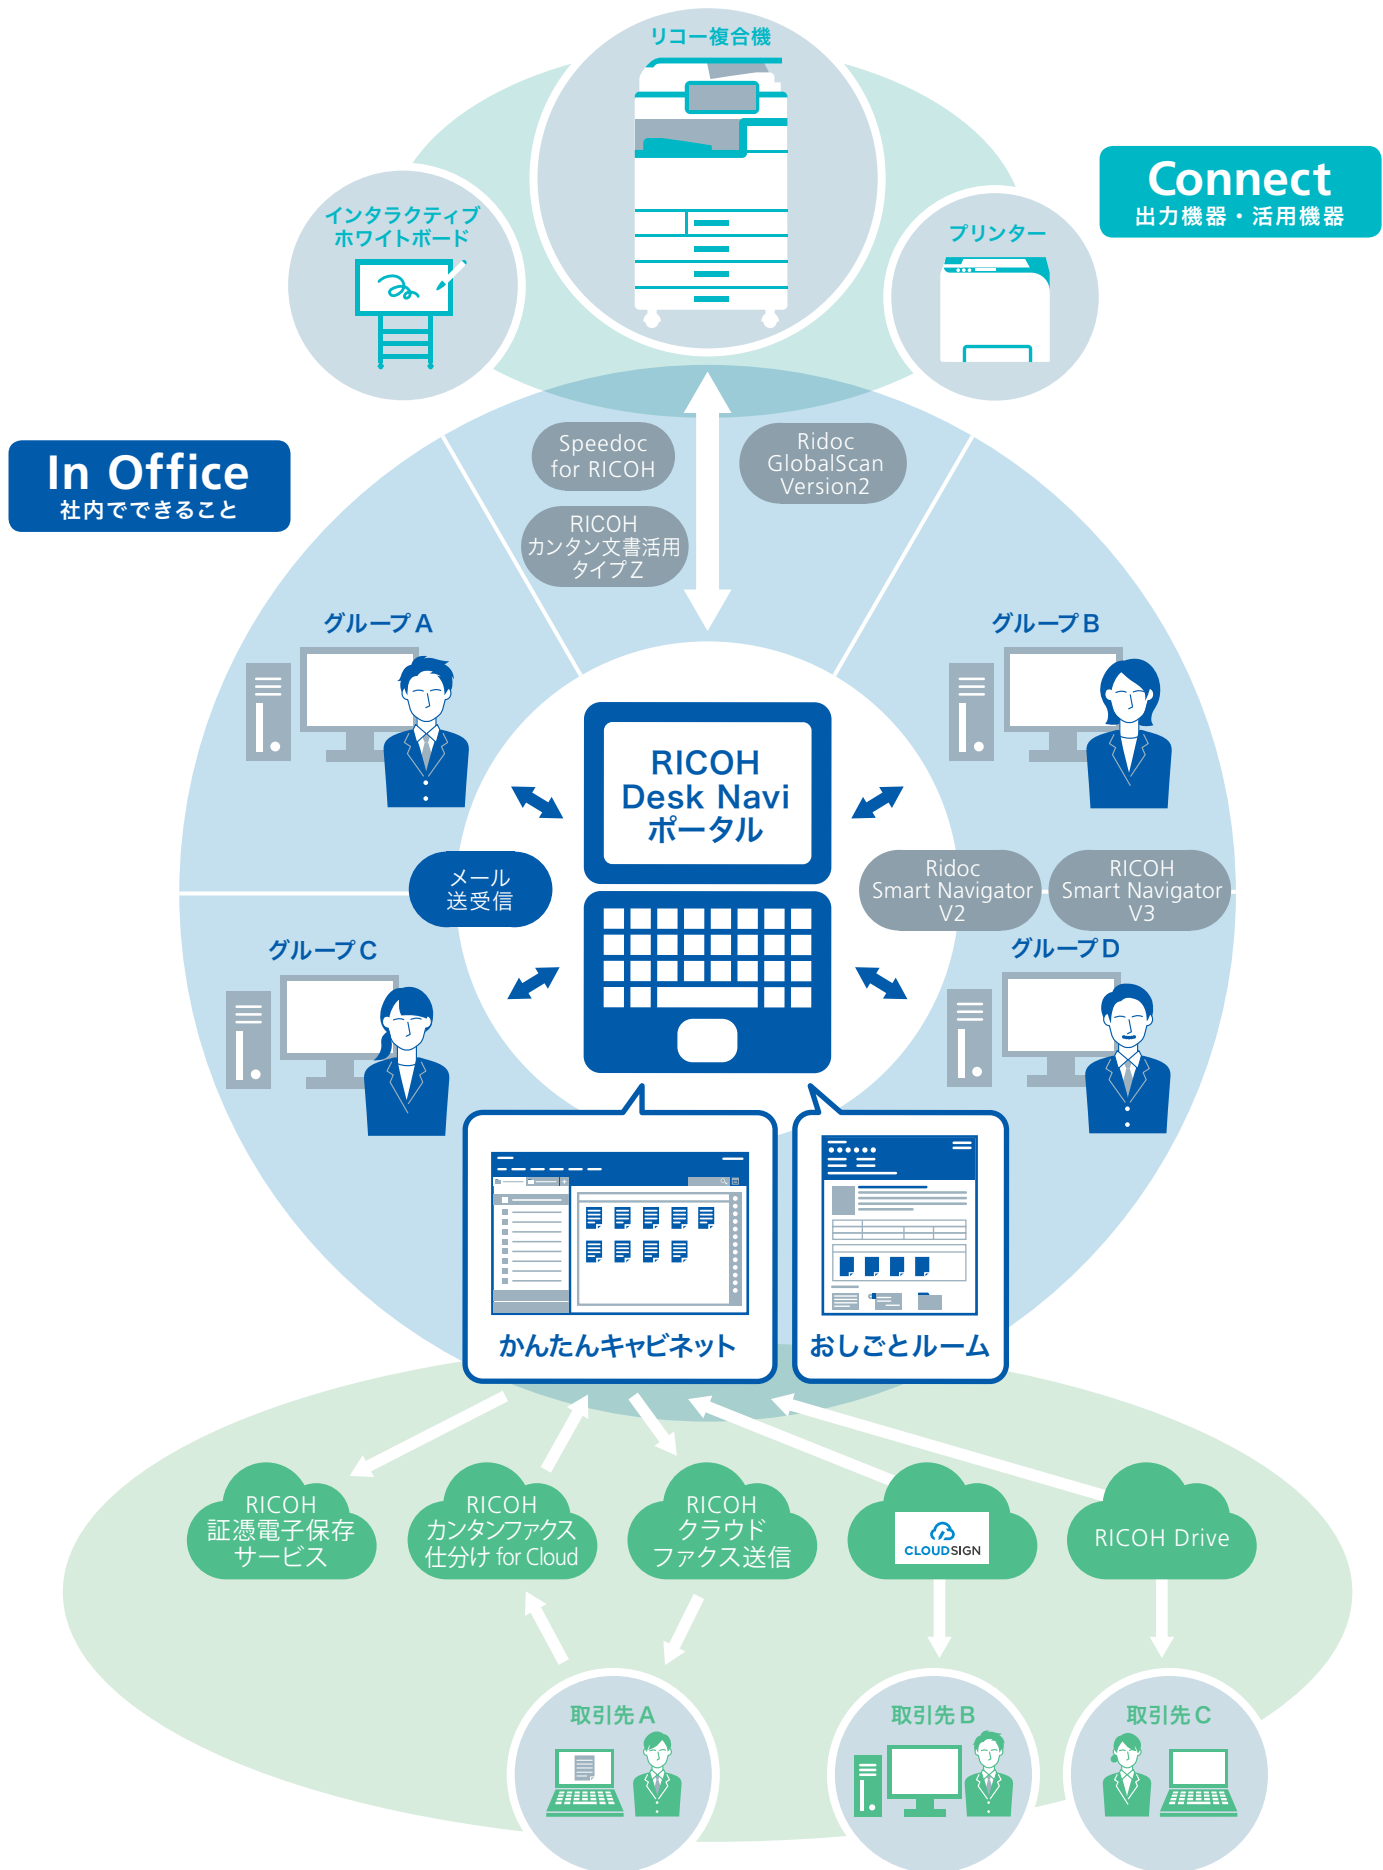 リコー複合機
Connect
出力機器・活用機器
インタラクティブ
ホワイトボード
プリンター
In Office
社内でできること
Speedoc
for RICOH
Ridoc
GlobalScan
Version2
RICOH
カンタン文書活用
タイプZ
グループA
グループB
RICOH
Desk Navi
ポータル
メール
送受信
Ridoc
Smart Navigator
V2
RICOH
Smart Navigator
V3
グループC
グループD
かんたんキャビネット
おしごとルーム
RICOH
証憑電子保存
サービス
RICOH
カンタンファクス
仕分け for Cloud
RICOH
クラウド
ファクス送信
CLOUDSIGN
RICOH Drive
取引先A
取引先B
取引先C